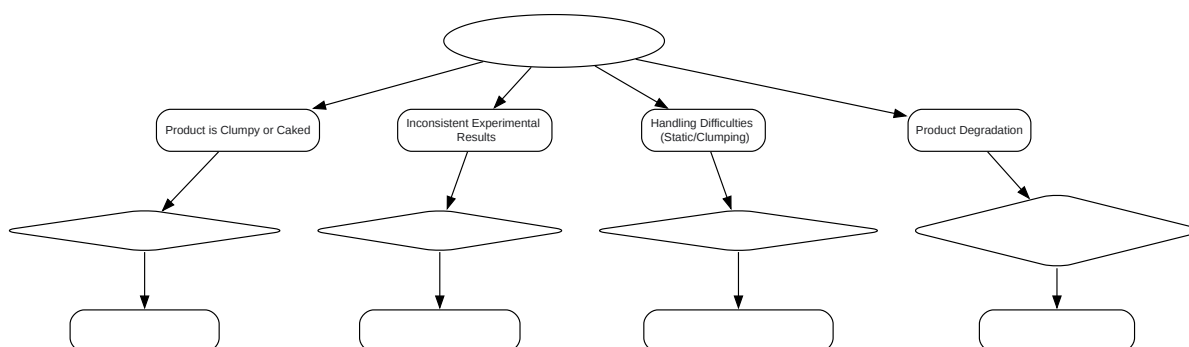 Product is Clumpy or Caked
Inconsistent Experimental
Results
Handling Difficulties
(Static/Clumping)
Product Degradation